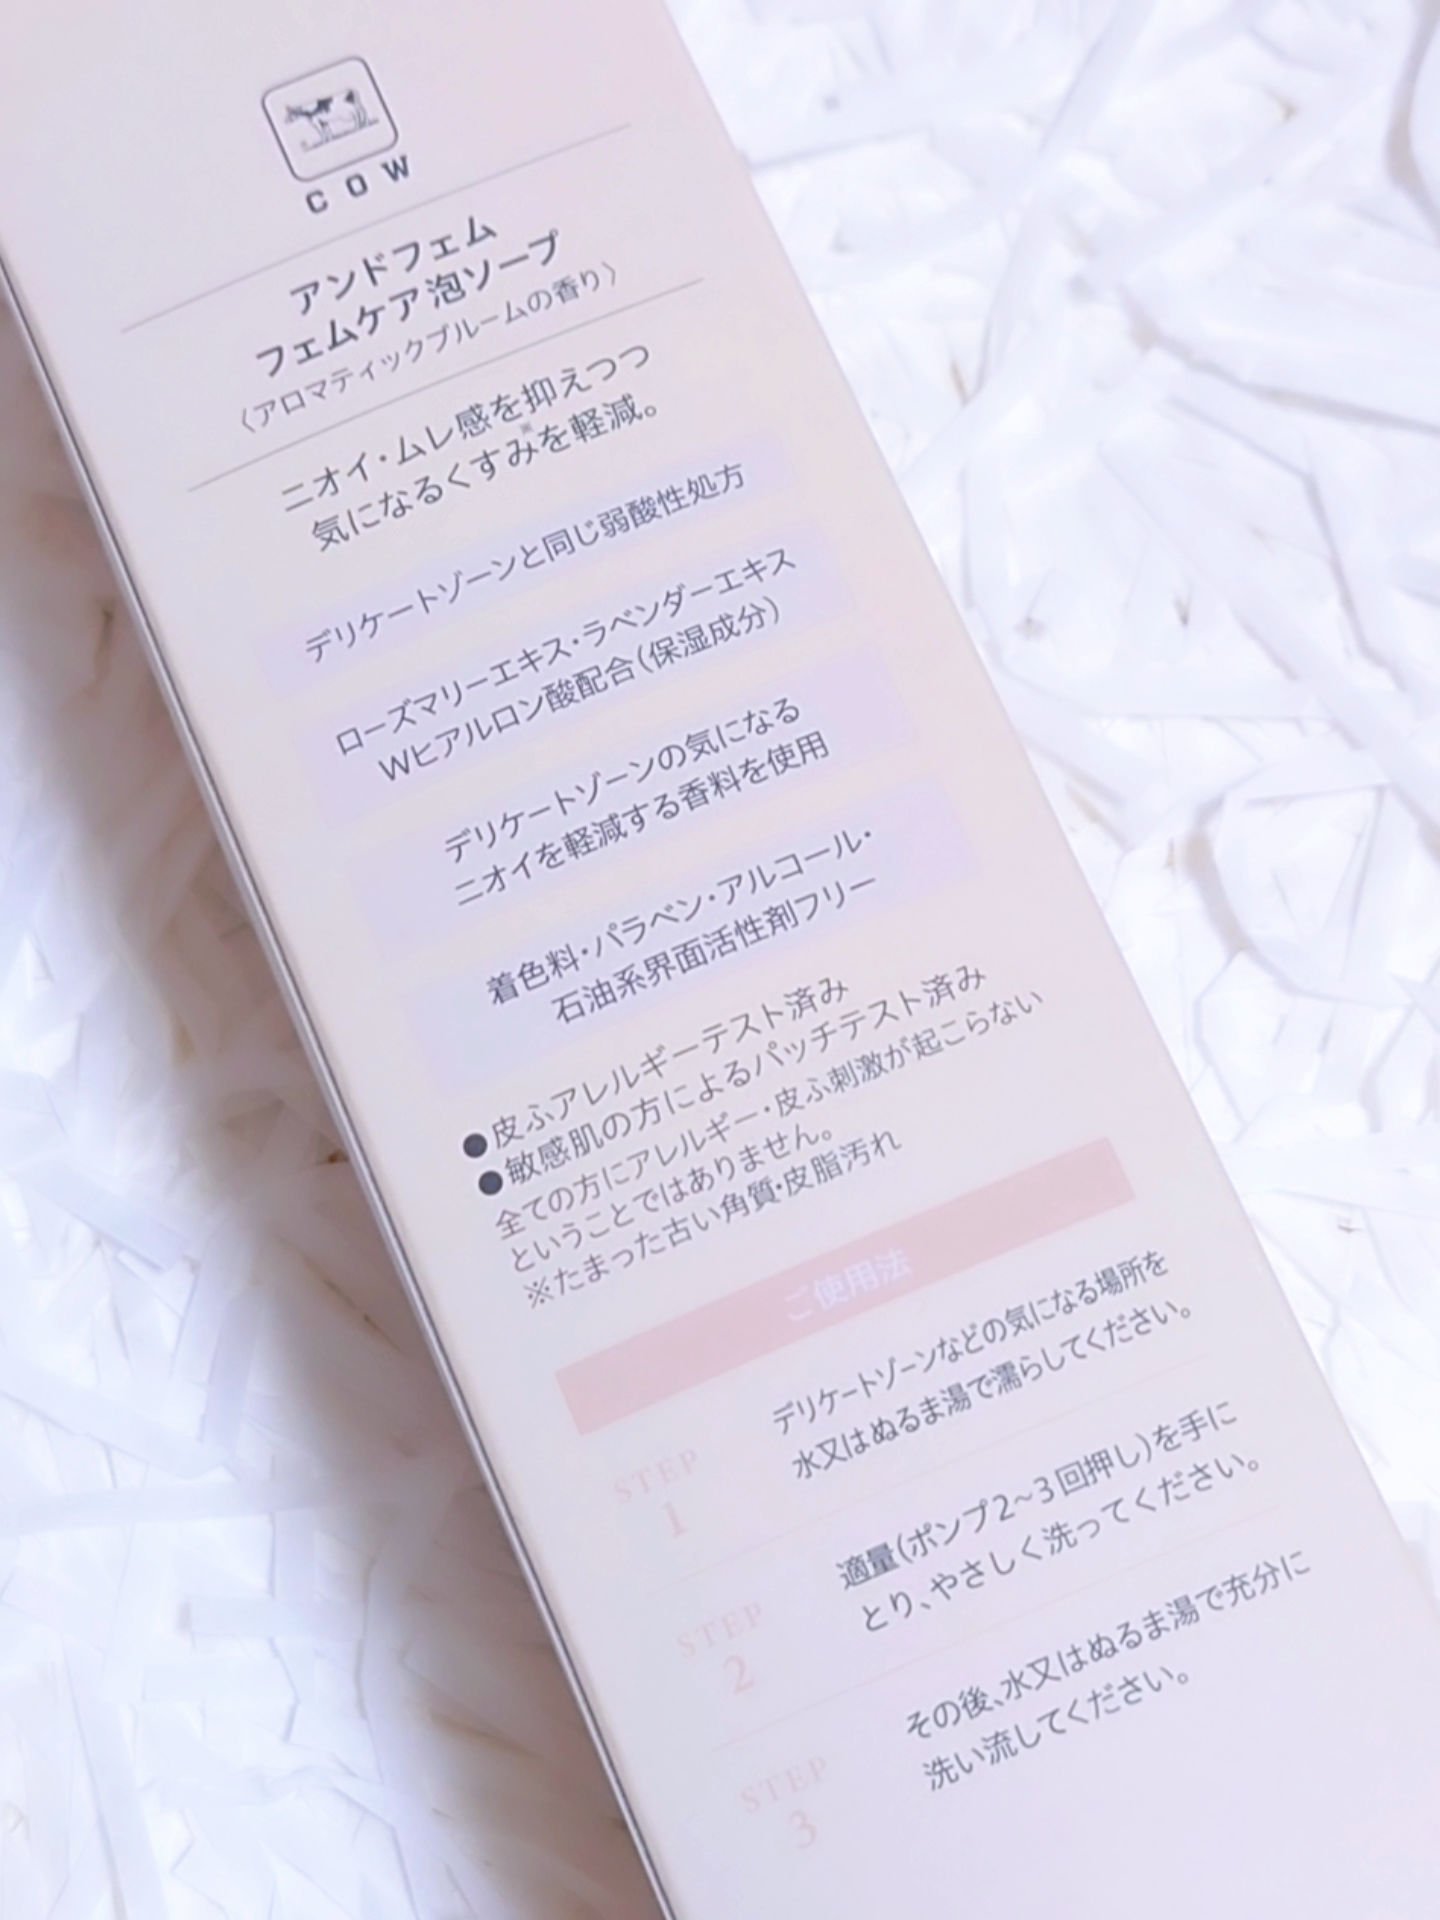 COW
アンドフェム
フェムケア泡ソープ
〈アロマティックブルームの香り〉
ニオイ・ムレ感を抑えつつ
気になるくすみ※を軽減。
デリケートゾーンと同じ弱酸性処方
ローズマリーエキス・ラベンダーエキス
Wヒアルロン酸配合(保湿成分)
デリケートゾーンの気になる
ニオイを軽減する香料を使用
着色料・パラベン・アルコール・
石油系界面活性剤フリー
●皮ふアレルギーテスト済み
●敏感肌の方によるパッチテスト済み
全ての方にアレルギー・皮ふ刺激が起こらない
ということではありません。
※たまった古い角質・皮脂汚れ
ご使用法
STEP
1
デリケートゾーンなどの気になる場所を
水又はぬるま湯で濡らしてください。
STEP
2
適量(ポンプ2~3回押し)を手に
とり、やさしく洗ってください。
STEP
3
その後、水又はぬるま湯で充分に
洗い流してください。